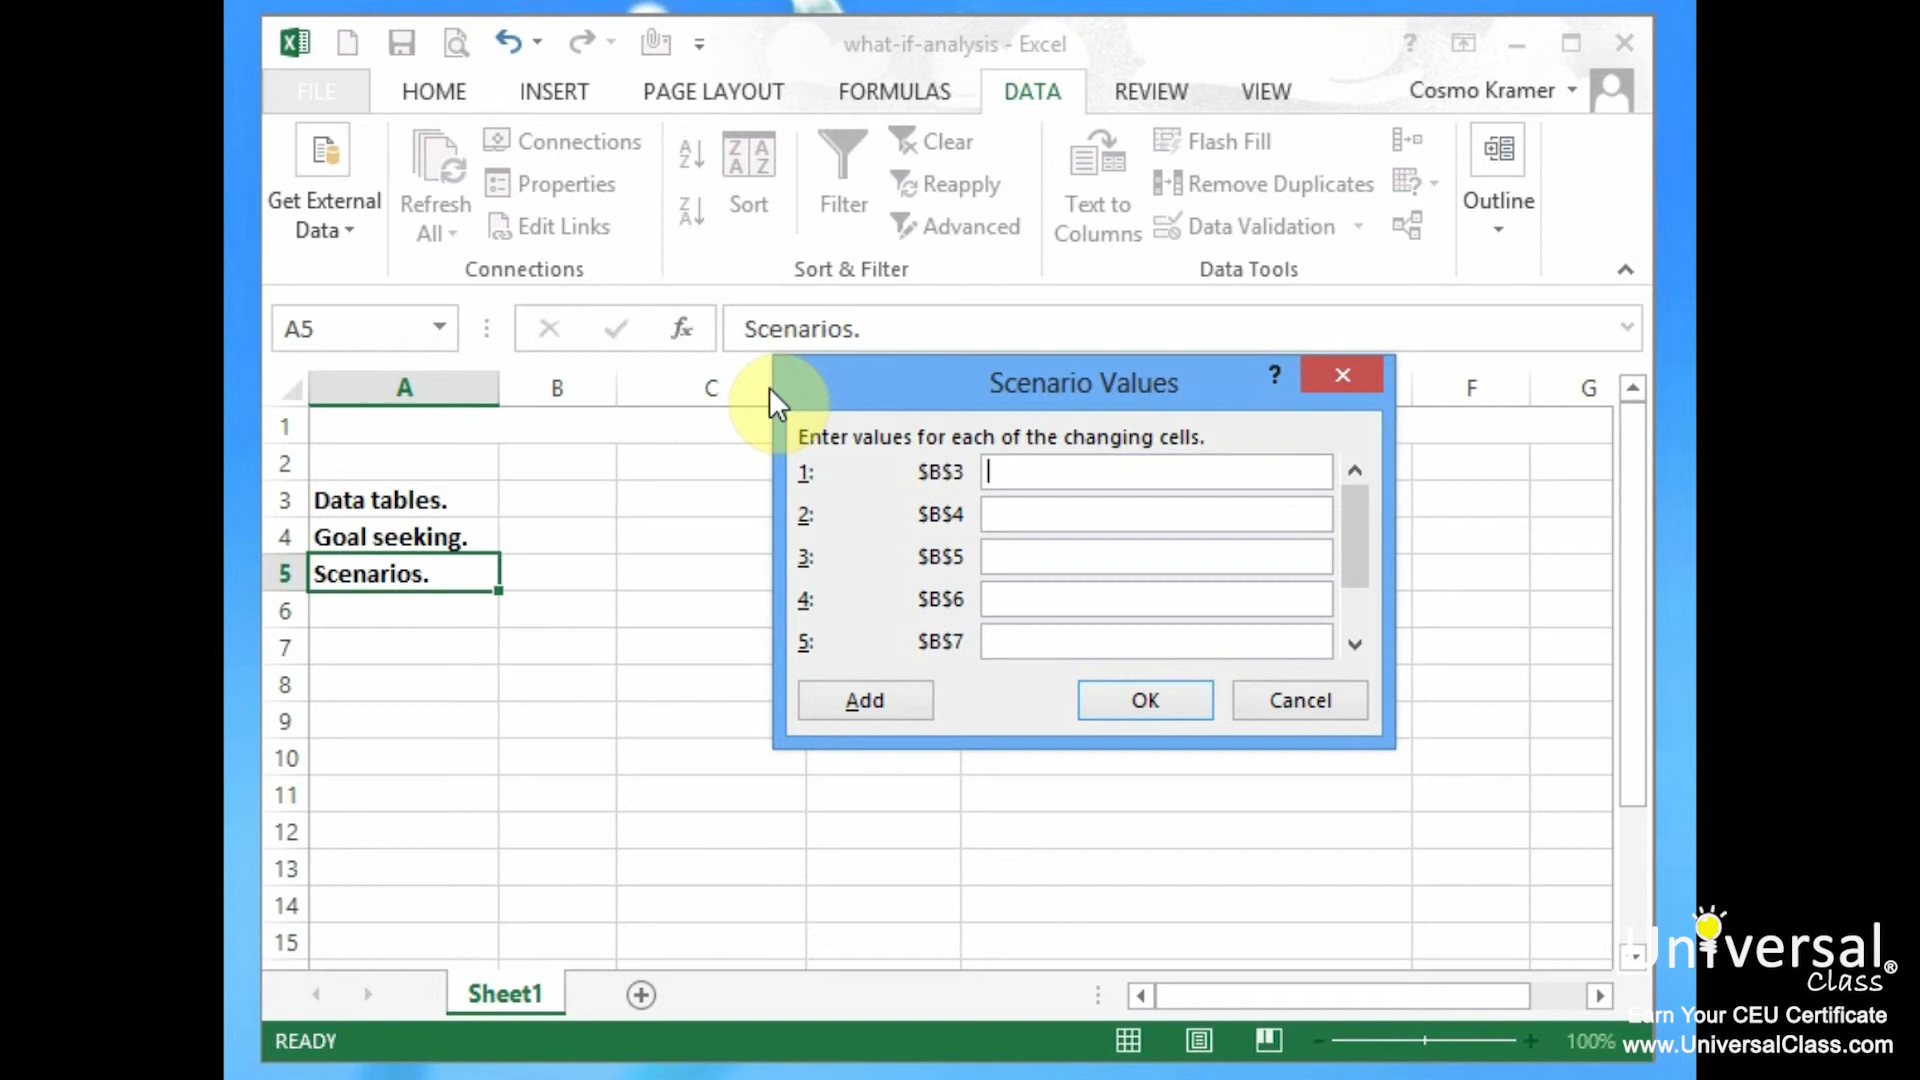 what-if-analysis - Excel
FILE HOME INSERT PAGE LAYOUT FORMULAS DATA REVIEW VIEW Cosmo Kramer
Get External
Data
Refresh
All
Connections
Properties
Edit Links
Connections
Sort
Filter
Clear
Reapply
Advanced
Sort & Filter
Text to
Columns
Flash Fill
Remove Duplicates
Data Validation
Data Tools
Outline
A5 fx Scenarios.
A B C F G
Scenario Values
Enter values for each of the changing cells.
1: $B$3
2: $B$4
3: $B$5
4: $B$6
5: $B$7
Add OK Cancel
1
2
3 Data tables.
4 Goal seeking.
5 Scenarios.
6
7
8
9
10
11
12
13
14
15
Sheet1
READY
100%
Universal®
Class
Earn Your CEU Certificate
www.UniversalClass.com